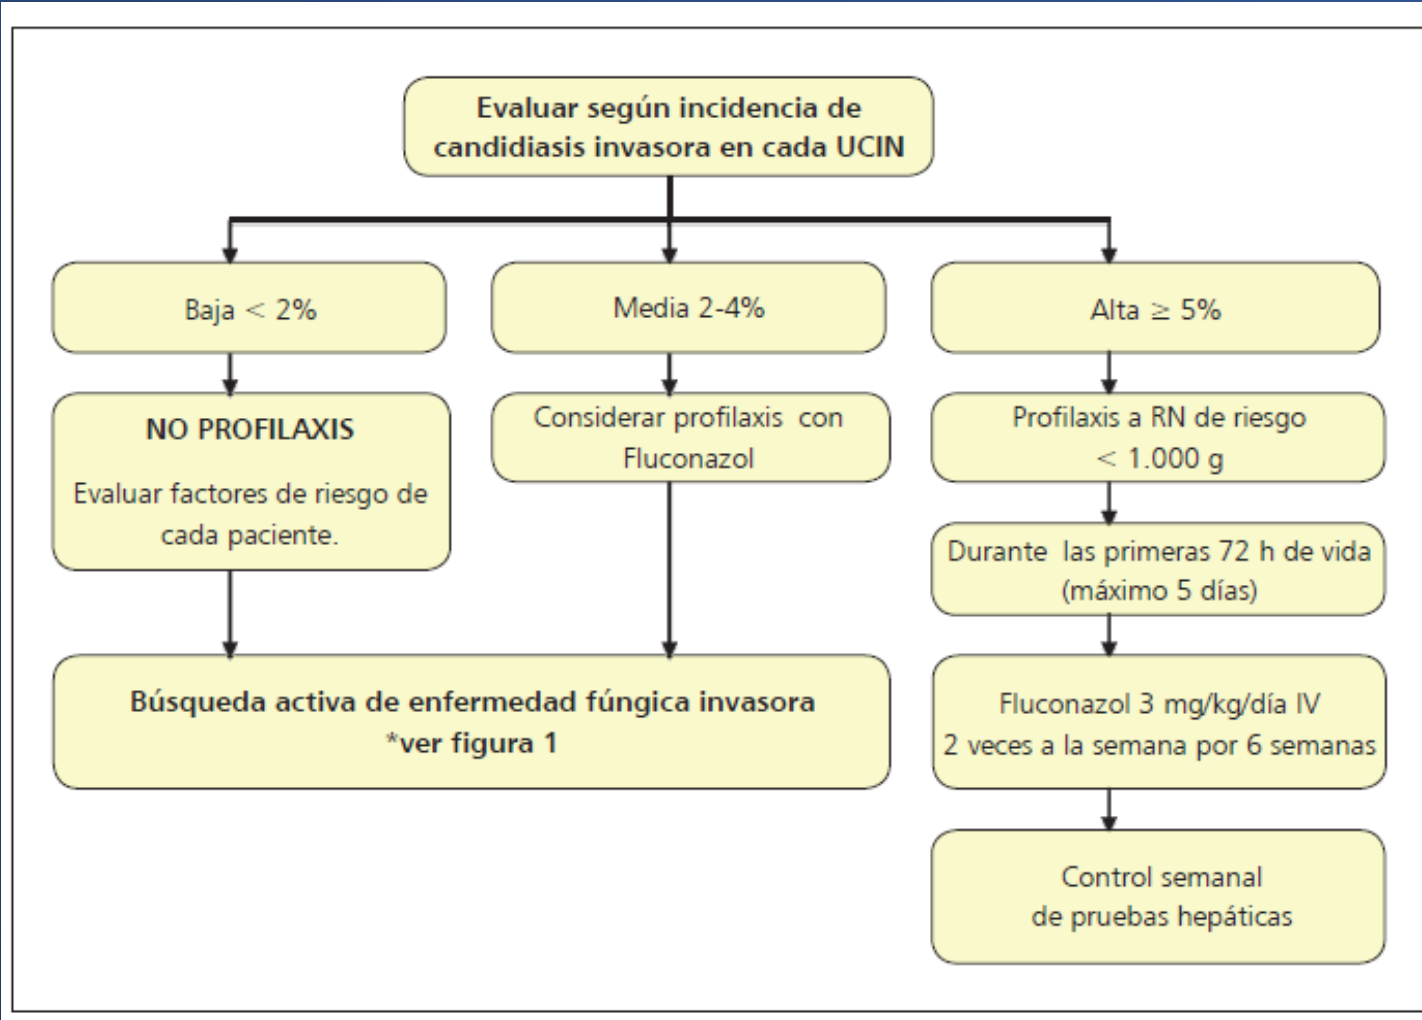 Evaluar según incidencia de
candidiasis invasora en cada UCIN
Baja < 2%
Media 2-4%
Alta ≥ 5%
NO PROFILAXIS
Evaluar factores de riesgo de
cada paciente.
Considerar profilaxis con
Fluconazol
Profilaxis a RN de riesgo
< 1.000 g
Durante las primeras 72 h de vida
(máximo 5 días)
Búsqueda activa de enfermedad fúngica invasora
*ver figura 1
Fluconazol 3 mg/kg/día IV
2 veces a la semana por 6 semanas
Control semanal
de pruebas hepáticas